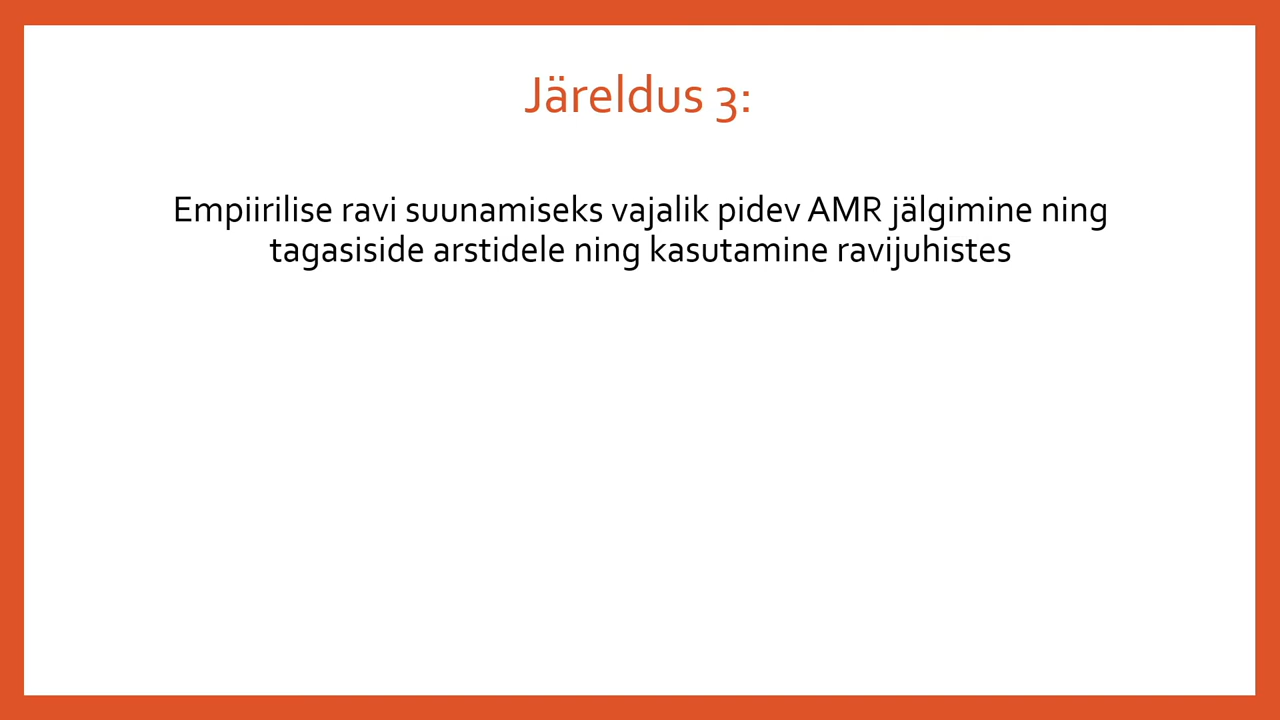 Järeldus 3:
Empiirilise ravi suunamiseks vajalik pidev AMR jälgimine ning
tagasiside arstidele ning kasutamine ravijuhistes